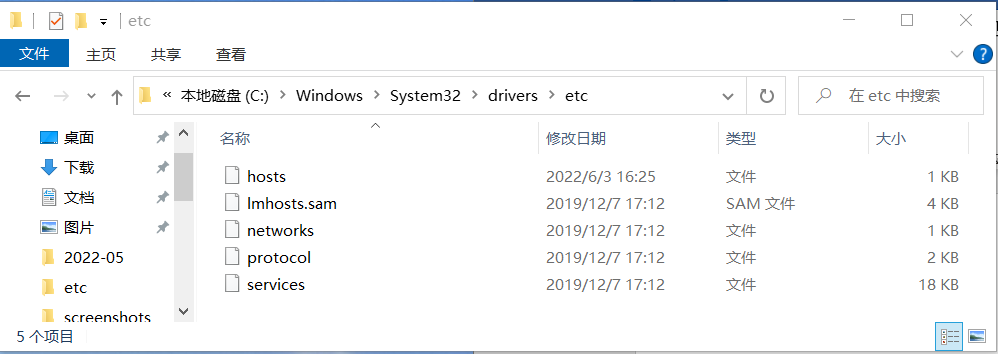 etc
文件 主页 共享 查看
« 本地磁盘 (C:) > Windows > System32 > drivers > etc 在 etc 中搜索
名称 修改日期 类型 大小
桌面
下载
文档
图片
2022-05
etc
screenshots
hosts 2022/6/3 16:25 文件 1 KB
lmhosts.sam 2019/12/7 17:12 SAM 文件 4 KB
networks 2019/12/7 17:12 文件 1 KB
protocol 2019/12/7 17:12 文件 2 KB
services 2019/12/7 17:12 文件 18 KB
5 个项目